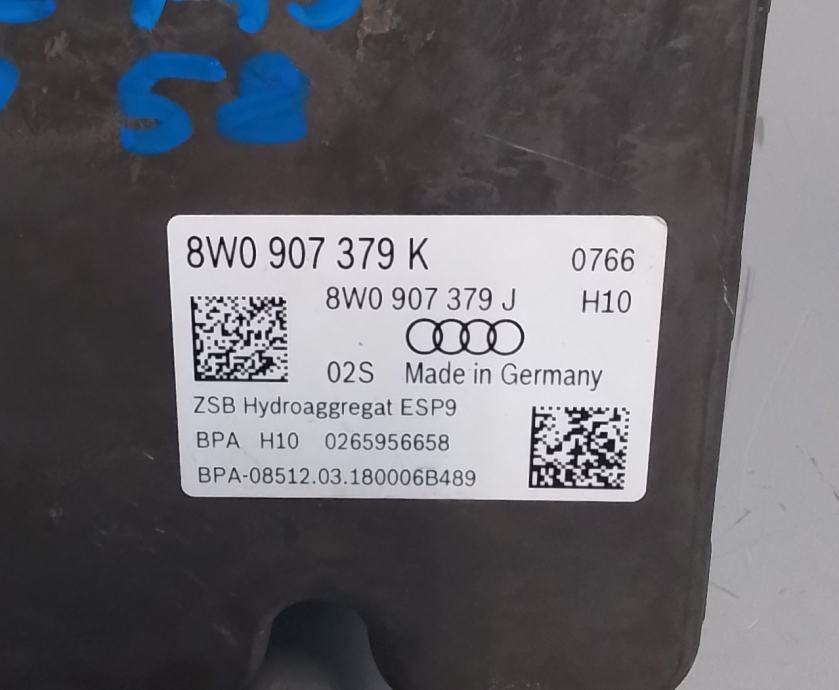 58
8W0 907 379 K 0766
8W0 907 379 J H10
02S Made in Germany
ZSB Hydroaggregat ESP9
BPA H10 0265956658
BPA-08512.03.180006B489